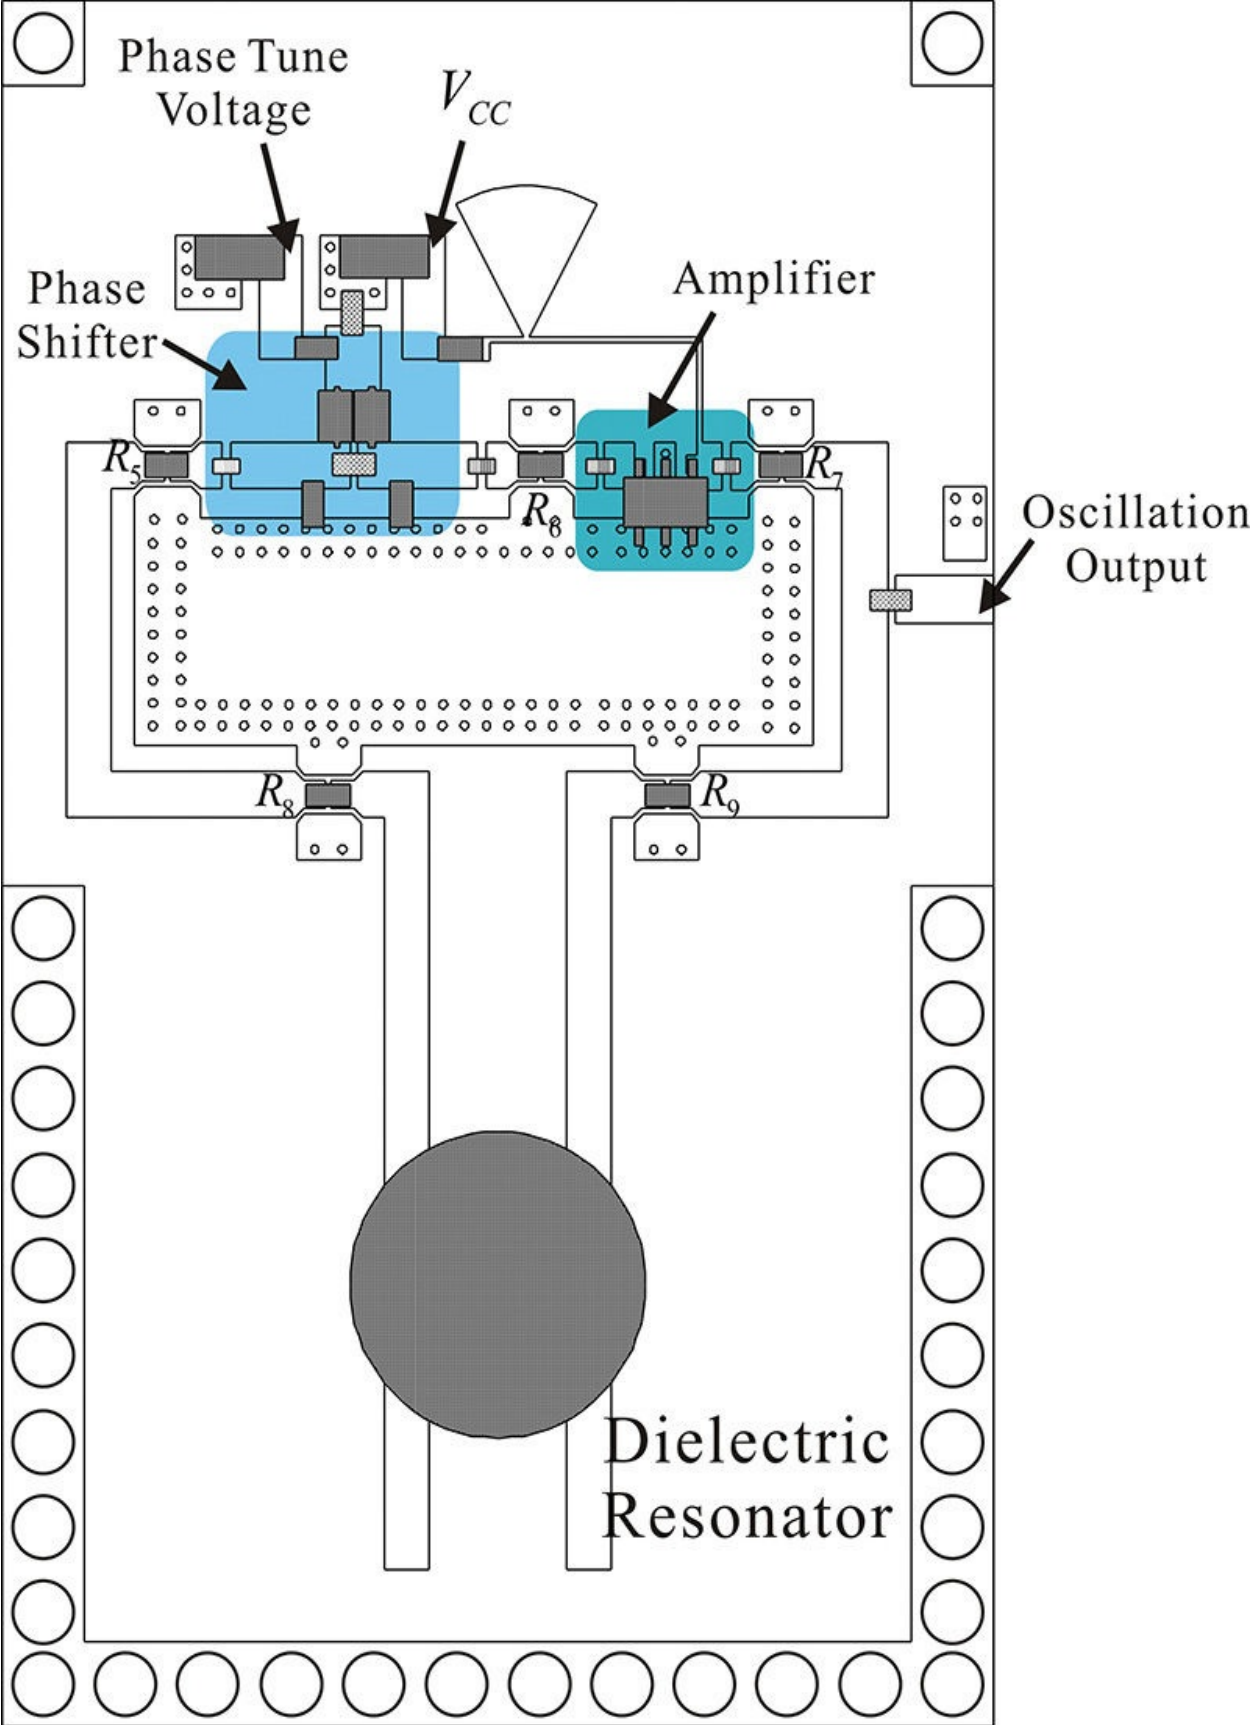 Phase Tune
Voltage
VCC
Phase
Shifter
Amplifier
R5
R6
R7
Oscillation
Output
R8
R9
Dielectric
Resonator